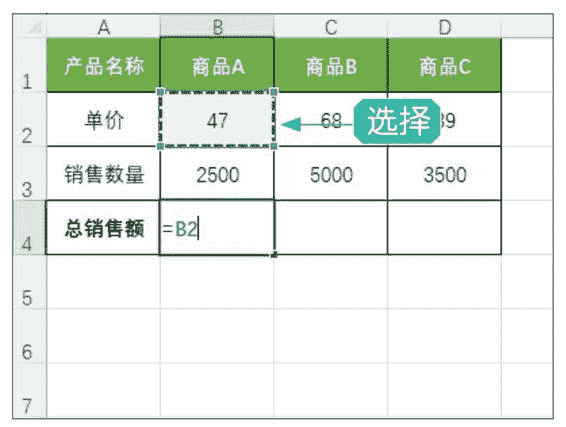 A B C D
1 产品名称 商品A 商品B 商品C
2 单价 47 68 选择
3 销售数量 2500 5000 3500
4 总销售额 =B2
5
6
7